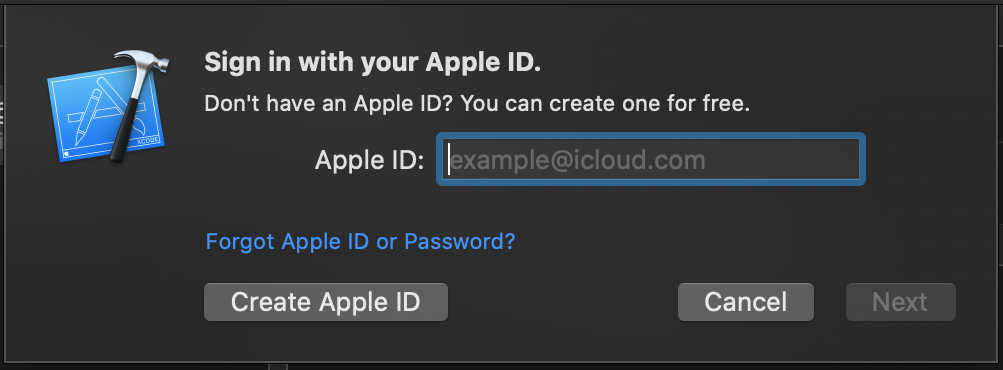 Sign in with your Apple ID.
Don't have an Apple ID? You can create one for free.
Apple ID: example@icloud.com
Forgot Apple ID or Password?
Create Apple ID Cancel Next
XCODE